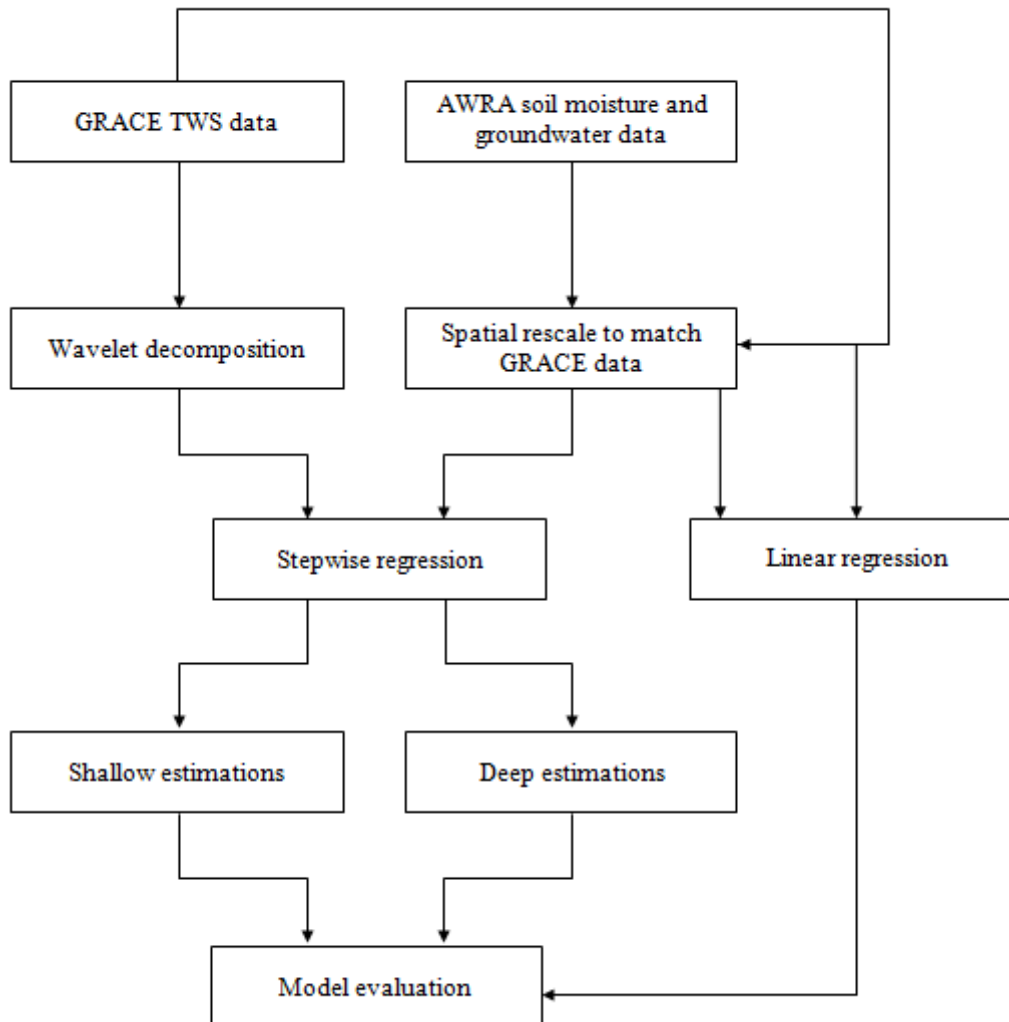 GRACE TWS data
AWRA soil moisture and
groundwater data
Wavelet decomposition
Spatial rescale to match
GRACE data
Stepwise regression
Linear regression
Shallow estimations
Deep estimations
Model evaluation